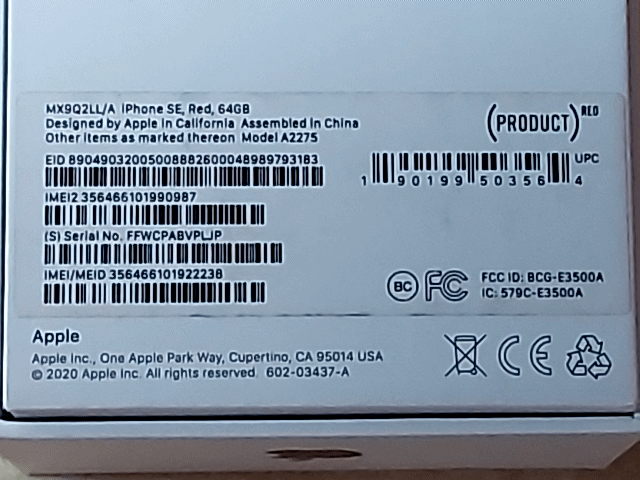 MX9Q2LL/A iPhone SE, Red, 64GB
Designed by Apple in California Assembled in China
Other items as marked thereon Model A2275
(PRODUCT)RED
EID 89049032005008882600048989793183
UPC
1 90199 50356 4
IMEI2 356466101990987
(S) Serial No. FFWCPABVPLJP
IMEI/MEID 356466101922238
BC FC FCC ID: BCG-E3500A
IC: 579C-E3500A
Apple
Apple Inc., One Apple Park Way, Cupertino, CA 95014 USA
© 2020 Apple Inc. All rights reserved. 602-03437-A
CE